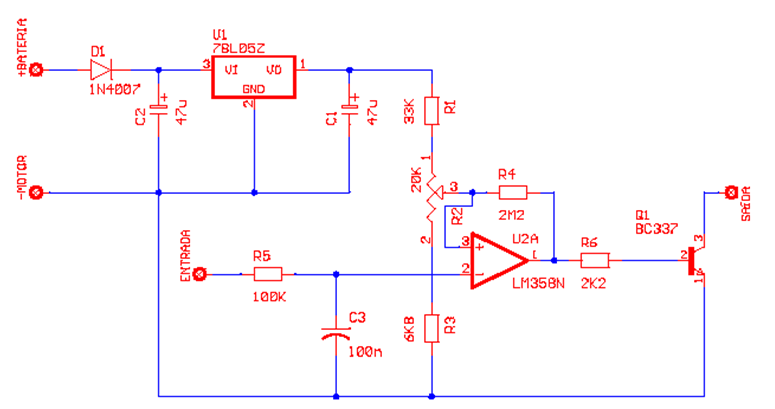 +BATERIA
D1
1N4007
U1
78L05Z
3
VI
VO
1
GND
2
C2
47u
C1
47u
33K
R1
-MOTOR
1
20K
3
R2
2
R4
2M2
ENTRADA
R5
100K
3
+
2
-
U2A
1
LM358N
R6
2K2
Q1
BC337
3
2
1
SAÍDA
C3
100n
6K8
R3